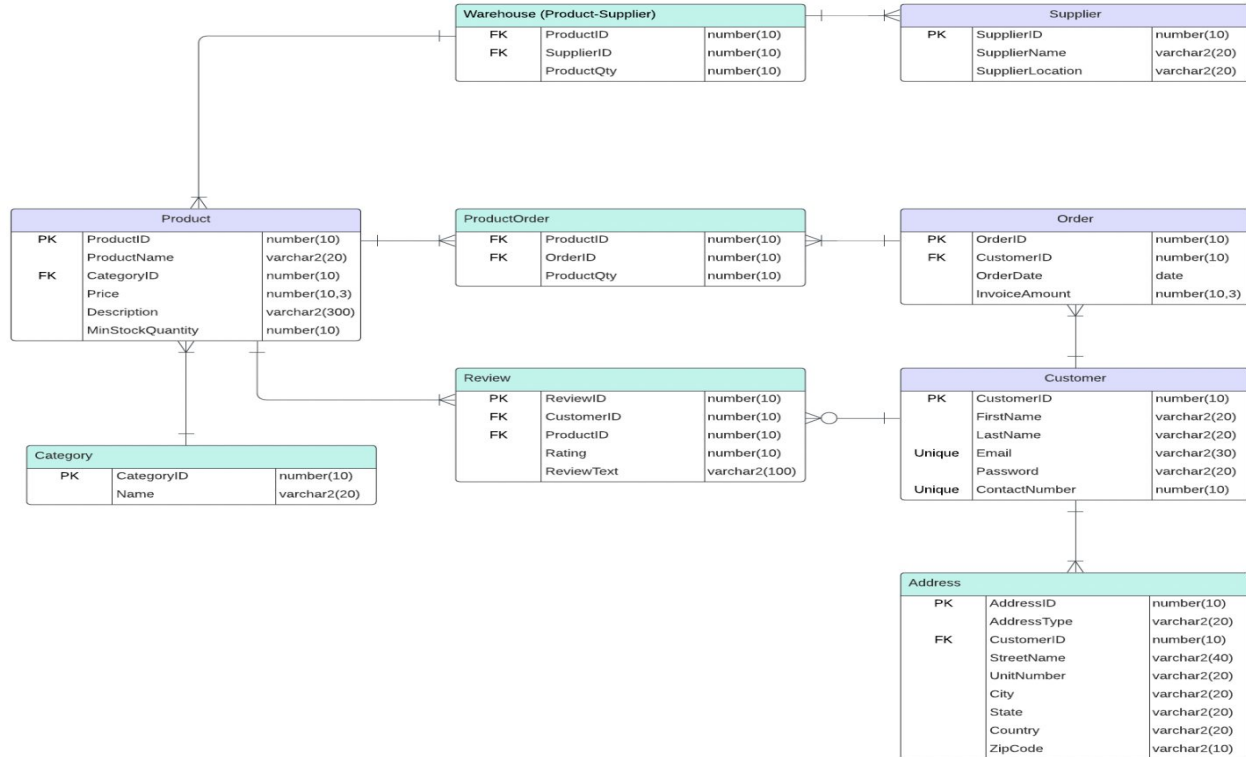 Warehouse (Product-Supplier)
FK ProductID number(10)
FK SupplierID number(10)
ProductQty number(10)
Supplier
PK SupplierID number(10)
SupplierName varchar2(20)
SupplierLocation varchar2(20)
Product
PK ProductID number(10)
ProductName varchar2(20)
FK CategoryID number(10)
Price number(10,3)
Description varchar2(300)
MinStockQuantity number(10)
ProductOrder
FK ProductID number(10)
FK OrderID number(10)
ProductQty number(10)
Order
PK OrderID number(10)
FK CustomerID number(10)
OrderDate date
InvoiceAmount number(10,3)
Review
PK ReviewID number(10)
FK CustomerID number(10)
FK ProductID number(10)
Rating number(10)
ReviewText varchar2(100)
Customer
PK CustomerID number(10)
FirstName varchar2(20)
LastName varchar2(20)
Unique Email varchar2(30)
Password varchar2(20)
Unique ContactNumber number(10)
Category
PK CategoryID number(10)
Name varchar2(20)
Address
PK AddressID number(10)
AddressType varchar2(20)
FK CustomerID number(10)
StreetName varchar2(40)
UnitNumber varchar2(20)
City varchar2(20)
State varchar2(20)
Country varchar2(20)
ZipCode varchar2(10)